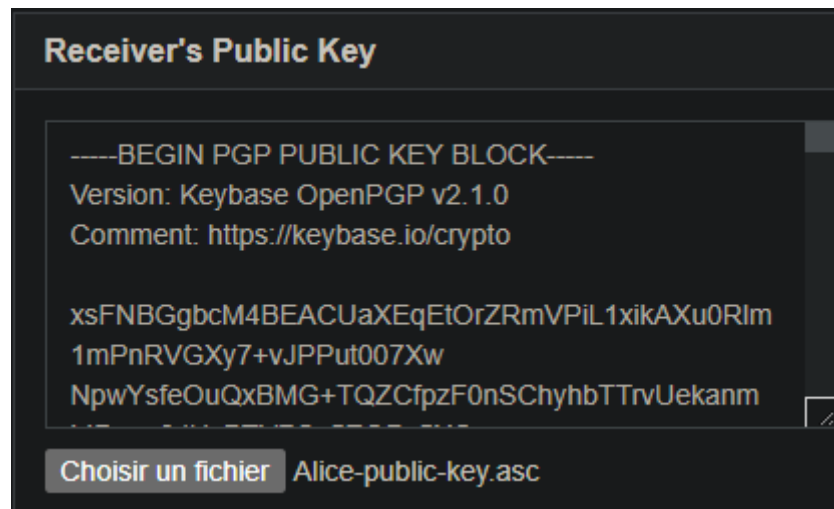 Receiver's Public Key
-----BEGIN PGP PUBLIC KEY BLOCK-----
Version: Keybase OpenPGP v2.1.0
Comment: https://keybase.io/crypto
xsFNBGgbcM4BEACUaXEqEtOrZRmVPiL1xikAXu0RIm
1mPnRVGXy7+vJPPut007Xw
NpwYsfeOuQxBMG+TQZCfpzF0nSChyhbTTrvUekanm
Choisir un fichier Alice-public-key.asc